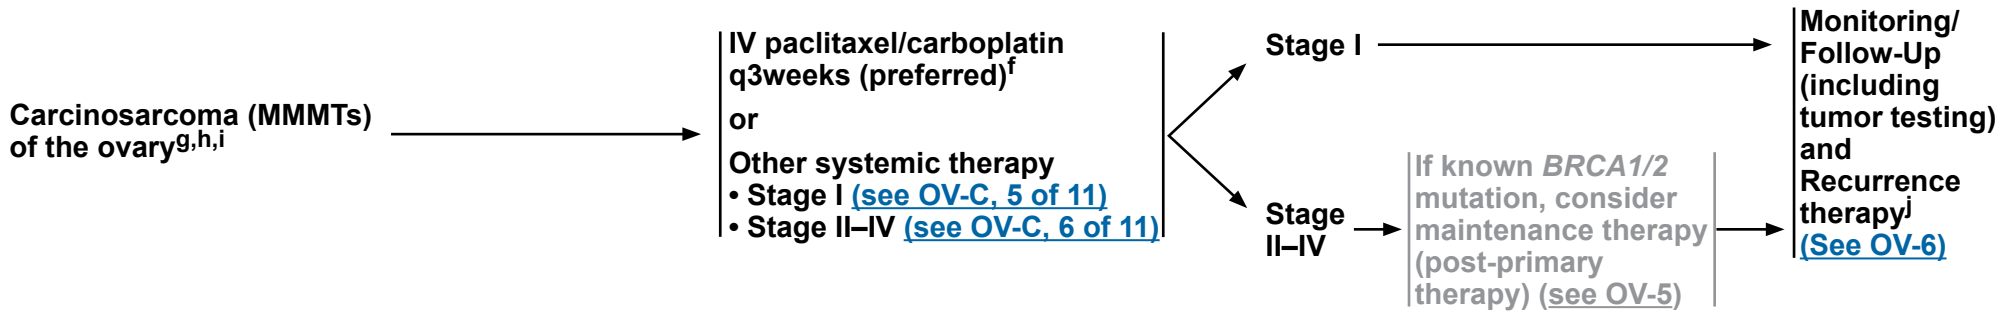 Carcinosarcoma (MMMTs)
of the ovaryg,h,i
IV paclitaxel/carboplatin
q3weeks (preferred)f
or
Other systemic therapy
• Stage I (see OV-C, 5 of 11)
• Stage II–IV (see OV-C, 6 of 11)
Stage I
Stage
II–IV
If known BRCA1/2
mutation, consider
maintenance therapy
(post-primary
therapy) (see OV-5)
Monitoring/
Follow-Up
(including
tumor testing)
and
Recurrence
therapyj
(See OV-6)